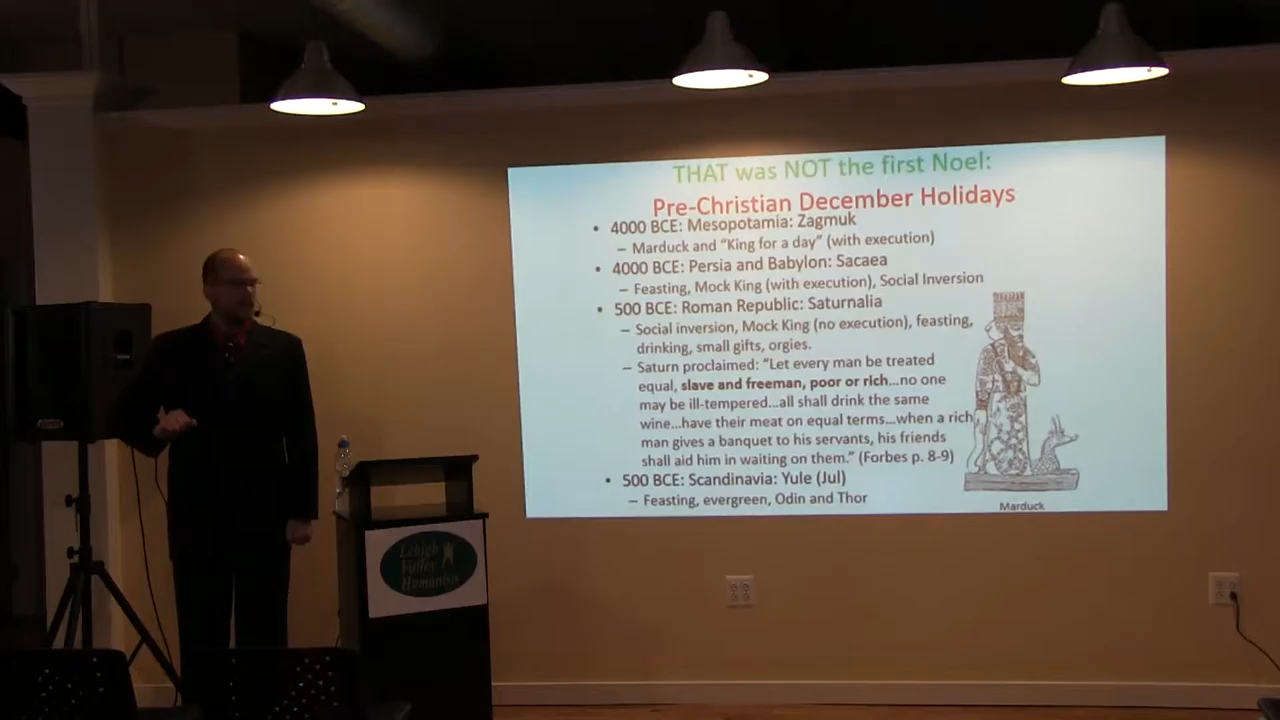 THAT was NOT the first Noel:
Pre-Christian December Holidays
• 4000 BCE: Mesopotamia: Zagmuk
– Marduck and “King for a day” (with execution)
• 4000 BCE: Persia and Babylon: Sacaea
– Feasting, Mock King (with execution), Social Inversion
• 500 BCE: Roman Republic: Saturnalia
– Social inversion, Mock King (no execution), feasting,
drinking, small gifts, orgies.
– Saturn proclaimed: “Let every man be treated
equal, slave and freeman, poor or rich...no one
may be ill-tempered...all shall drink the same
wine...have their meat on equal terms...when a rich
man gives a banquet to his servants, his friends
shall aid him in waiting on them.” (Forbes p. 8-9)
• 500 BCE: Scandinavia: Yule (Jul)
– Feasting, evergreen, Odin and Thor
Marduck
Lehigh
Valley
Humanists